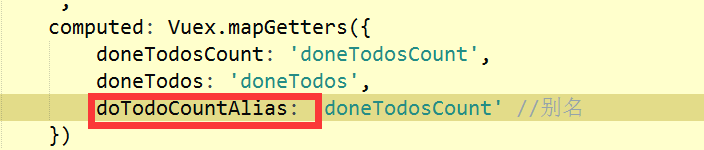 ,
computed: Vuex.mapGetters({
doneTodosCount: 'doneTodosCount',
doneTodos: 'doneTodos',
doTodoCountAlias: doneTodosCount' //别名
})